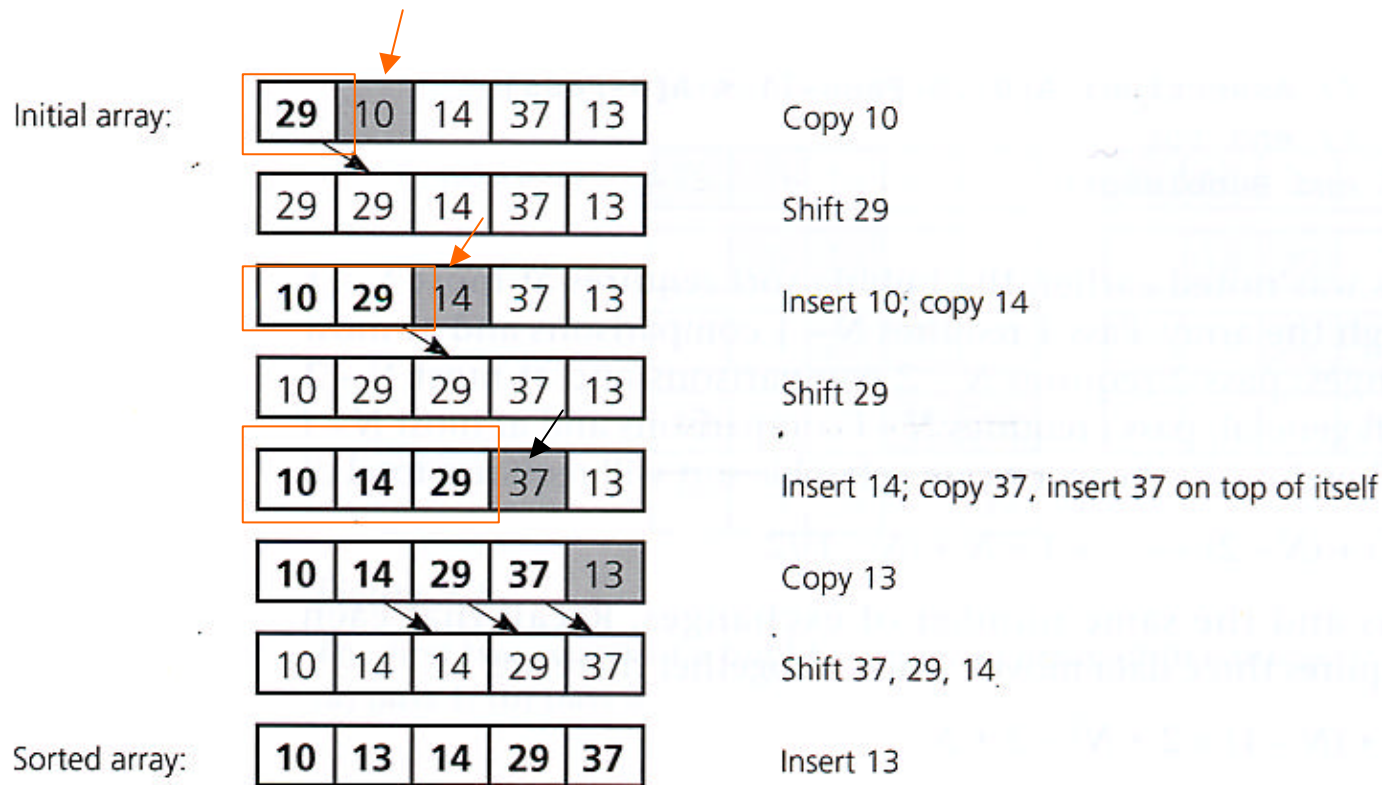 Initial array: 29 10 14 37 13 Copy 10
29 29 14 37 13 Shift 29
10 29 14 37 13 Insert 10; copy 14
10 29 29 37 13 Shift 29
10 14 29 37 13 Insert 14; copy 37, insert 37 on top of itself
10 14 29 37 13 Copy 13
10 14 14 29 37 Shift 37, 29, 14
Sorted array: 10 13 14 29 37 Insert 13